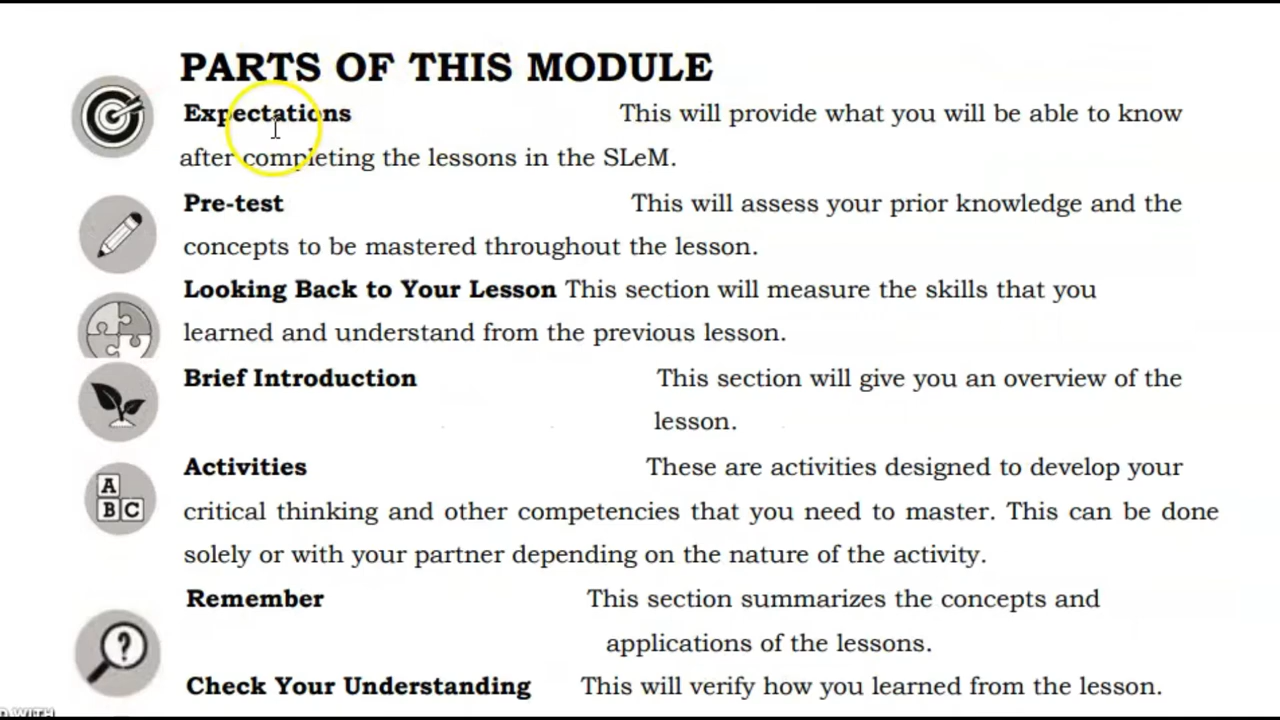 PARTS OF THIS MODULE
Expectations This will provide what you will be able to know
after completing the lessons in the SLeM.
Pre-test This will assess your prior knowledge and the
concepts to be mastered throughout the lesson.
Looking Back to Your Lesson This section will measure the skills that you
learned and understand from the previous lesson.
Brief Introduction This section will give you an overview of the
lesson.
Activities These are activities designed to develop your
A
B C
critical thinking and other competencies that you need to master. This can be done
solely or with your partner depending on the nature of the activity.
Remember This section summarizes the concepts and
?
applications of the lessons.
Check Your Understanding This will verify how you learned from the lesson.
WITH